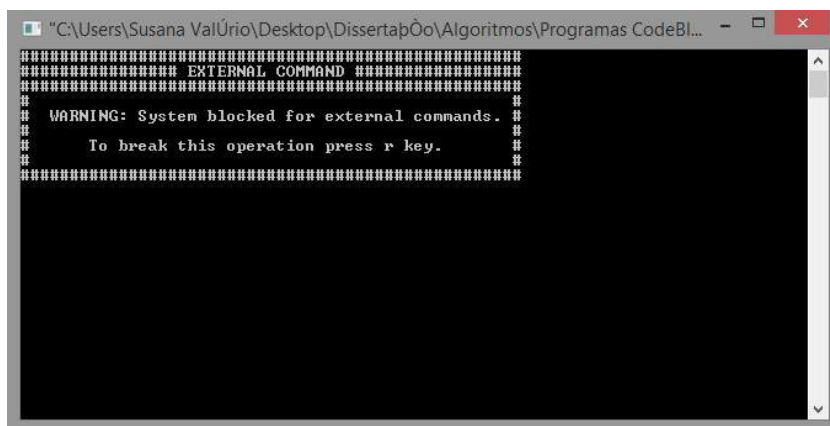 "C:\Users\Susana ValÚrio\Desktop\DissertaþÒo\Algoritmos\Programas CodeBl...
################################################### 
################ EXTERNAL COMMAND #################
###################################################
# #
# WARNING: System blocked for external commands. #
# #
# To break this operation press r key. #
# #
###################################################